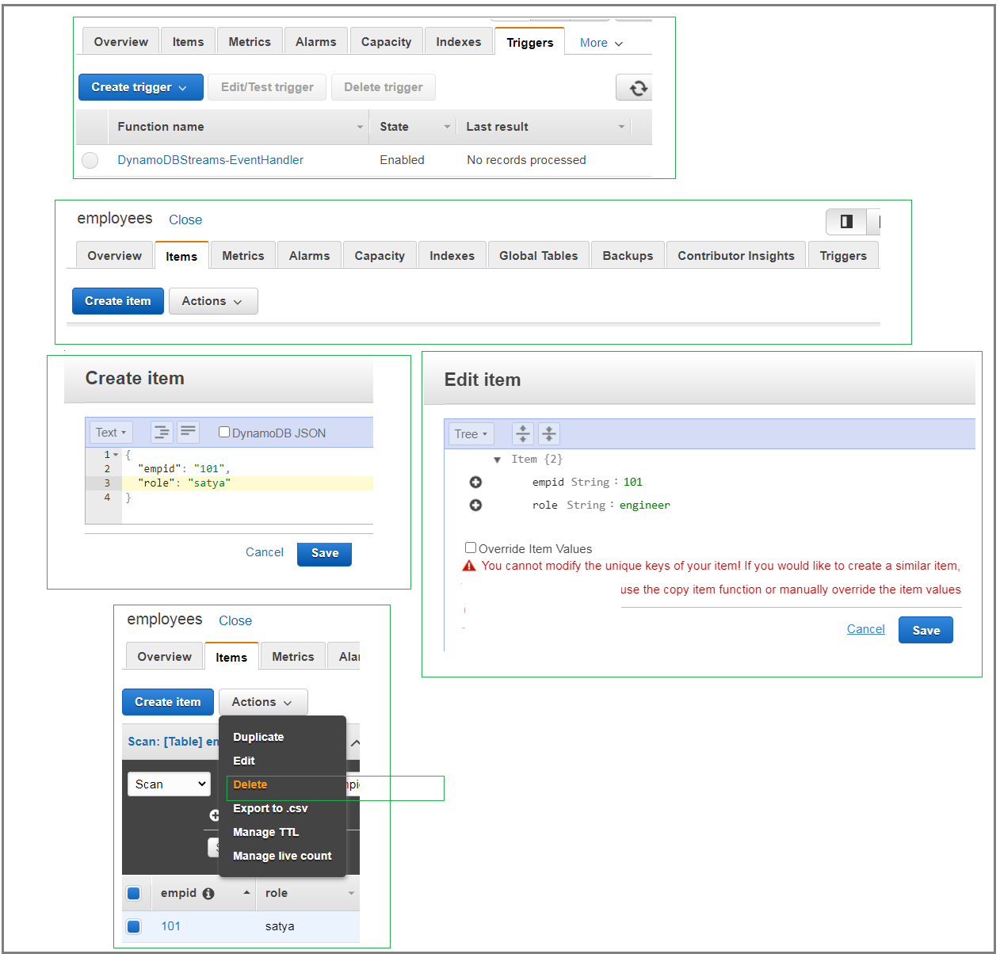 Overview Items Metrics Alarms Capacity Indexes Triggers More
Create trigger Edit/Test trigger Delete trigger
Function name State Last result
DynamoDBStreams-EventHandler Enabled No records processed
employees Close
Overview Items Metrics Alarms Capacity Indexes Global Tables Backups Contributor Insights Triggers
Create item Actions
Create item
Text DynamoDB JSON
1 {
2 "empid": "101",
3 "role": "satya"
4 }
Cancel Save
Edit item
Tree
Item {2}
empid String : 101
role String : engineer
Override Item Values
You cannot modify the unique keys of your item! If you would like to create a similar item,
use the copy item function or manually override the item values
Cancel Save
employees Close
Overview Items Metrics
Create item Actions
Scan: [Table]
Duplicate
Edit
Scan
Delete
Export to .csv
Manage TTL
Manage live count
empid role
101 satya